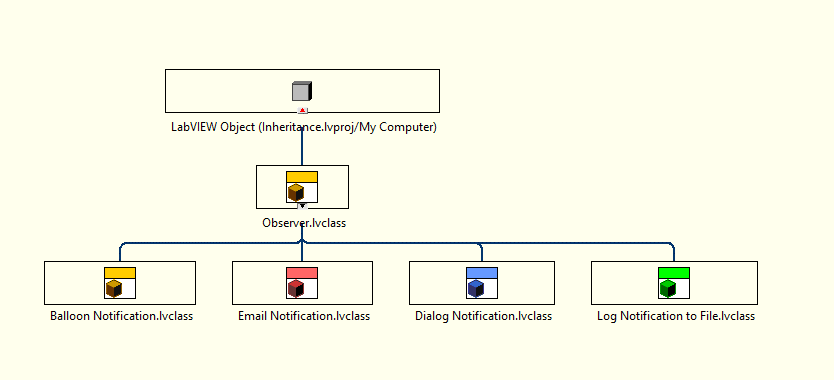 LabVIEW Object (Inheritance.lvproj/My Computer)
Observer.lvclass
Balloon Notification.lvclass
Email Notification.lvclass
Dialog Notification.lvclass
Log Notification to File.lvclass